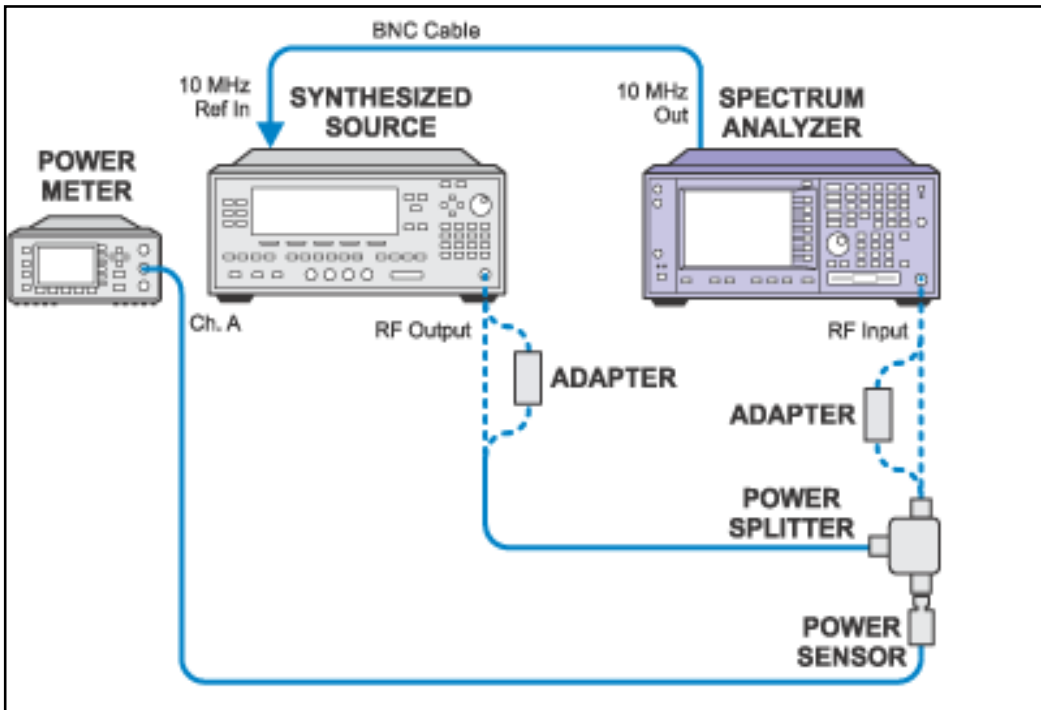 BNC Cable
10 MHz
Ref In
SYNTHESIZED
SOURCE
10 MHz
Out
SPECTRUM
ANALYZER
POWER
METER
Ch. A
RF Output
RF Input
ADAPTER
ADAPTER
POWER
SPLITTER
POWER
SENSOR